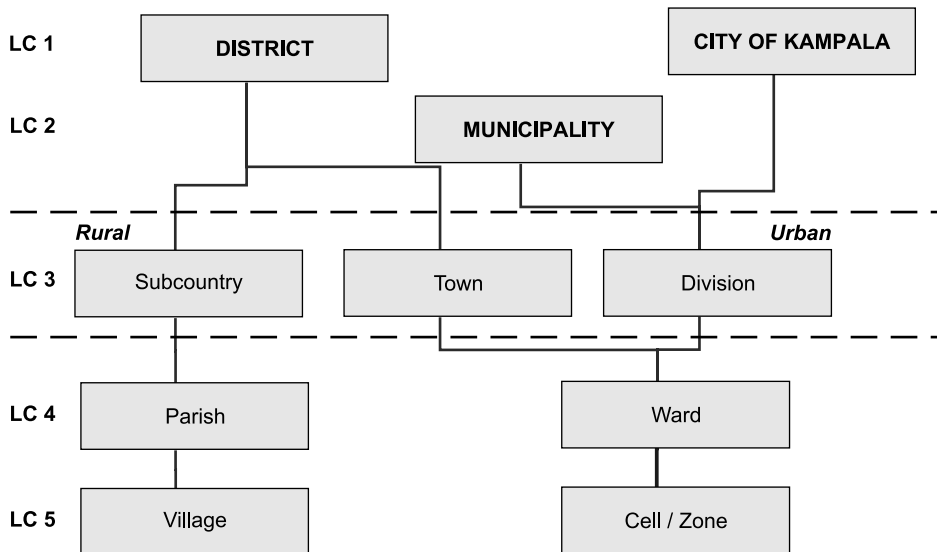 LC 1
DISTRICT
CITY OF KAMPALA
LC 2
MUNICIPALITY
Rural
Urban
LC 3
Subcountry
Town
Division
LC 4
Parish
Ward
LC 5
Village
Cell / Zone